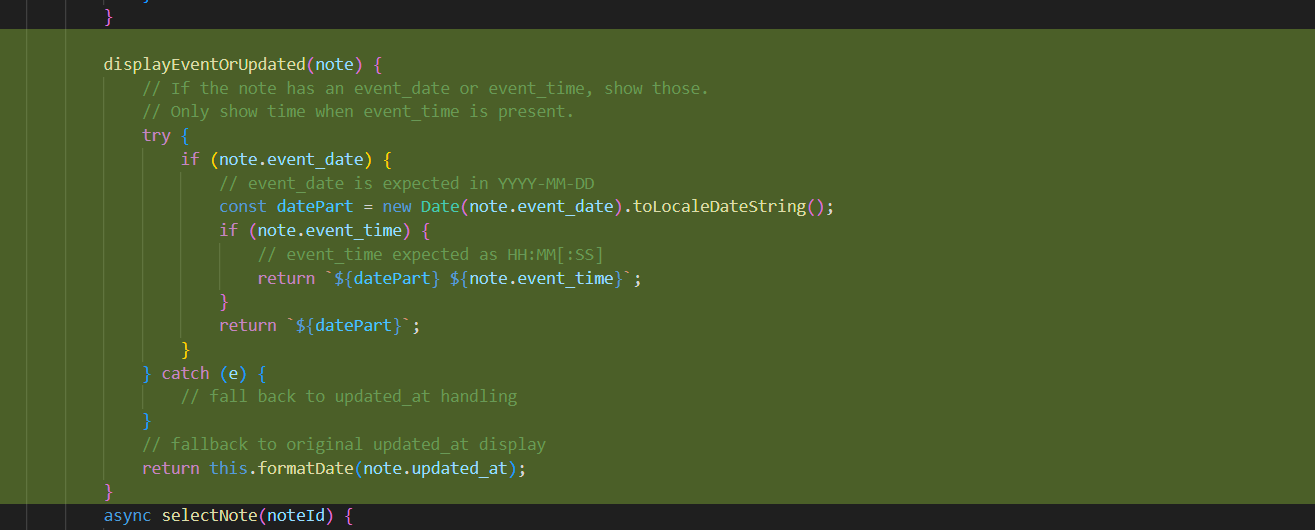 }
displayEventOrUpdated(note) {
// If the note has an event_date or event_time, show those.
// Only show time when event_time is present.
try {
if (note.event_date) {
// event_date is expected in YYYY-MM-DD
const datePart = new Date(note.event_date).toLocaleDateString();
if (note.event_time) {
// event_time expected as HH:MM[:SS]
return `${datePart} ${note.event_time}`;
}
return `${datePart}`;
}
} catch (e) {
// fall back to updated_at handling
}
// fallback to original updated_at display
return this.formatDate(note.updated_at);
}
async selectNote(noteId) {